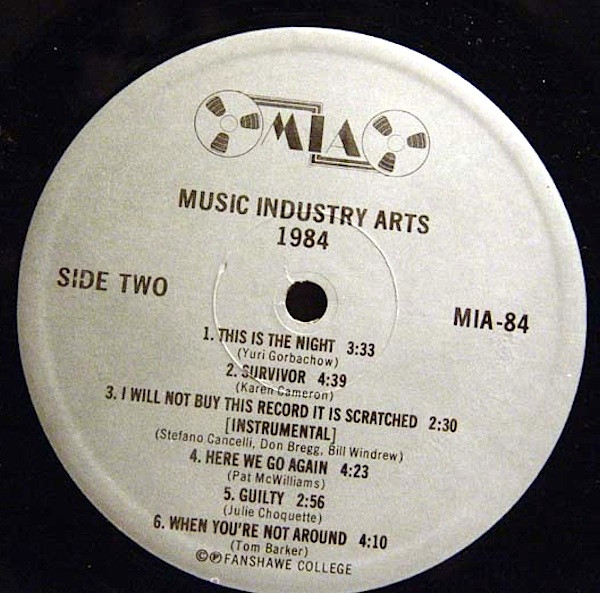 MIA
MUSIC INDUSTRY ARTS
1984
SIDE TWO
MIA-84
1. THIS IS THE NIGHT 3:33
(Yuri Gorbachow)
2. SURVIVOR 4:39
(Karen Cameron)
3. I WILL NOT BUY THIS RECORD IT IS SCRATCHED 2:30
[INSTRUMENTAL]
(Stefano Cancelli, Don Bregg, Bill Windrew)
4. HERE WE GO AGAIN 4:23
(Pat McWilliams)
5. GUILTY 2:56
(Julie Choquette)
6. WHEN YOU'RE NOT AROUND 4:10
(Tom Barker)
©℗FANSHAWE COLLEGE